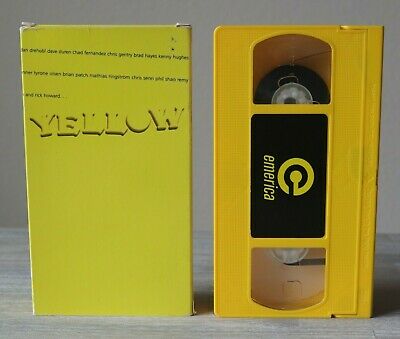 dan drehobl dave duren chad fernandez chris gentry brad hayes kenny hughes
nner tyrone olsen brian patch mathias ringstrom chris senn phil shao remy
and rick howard....
YELLOW
emerica